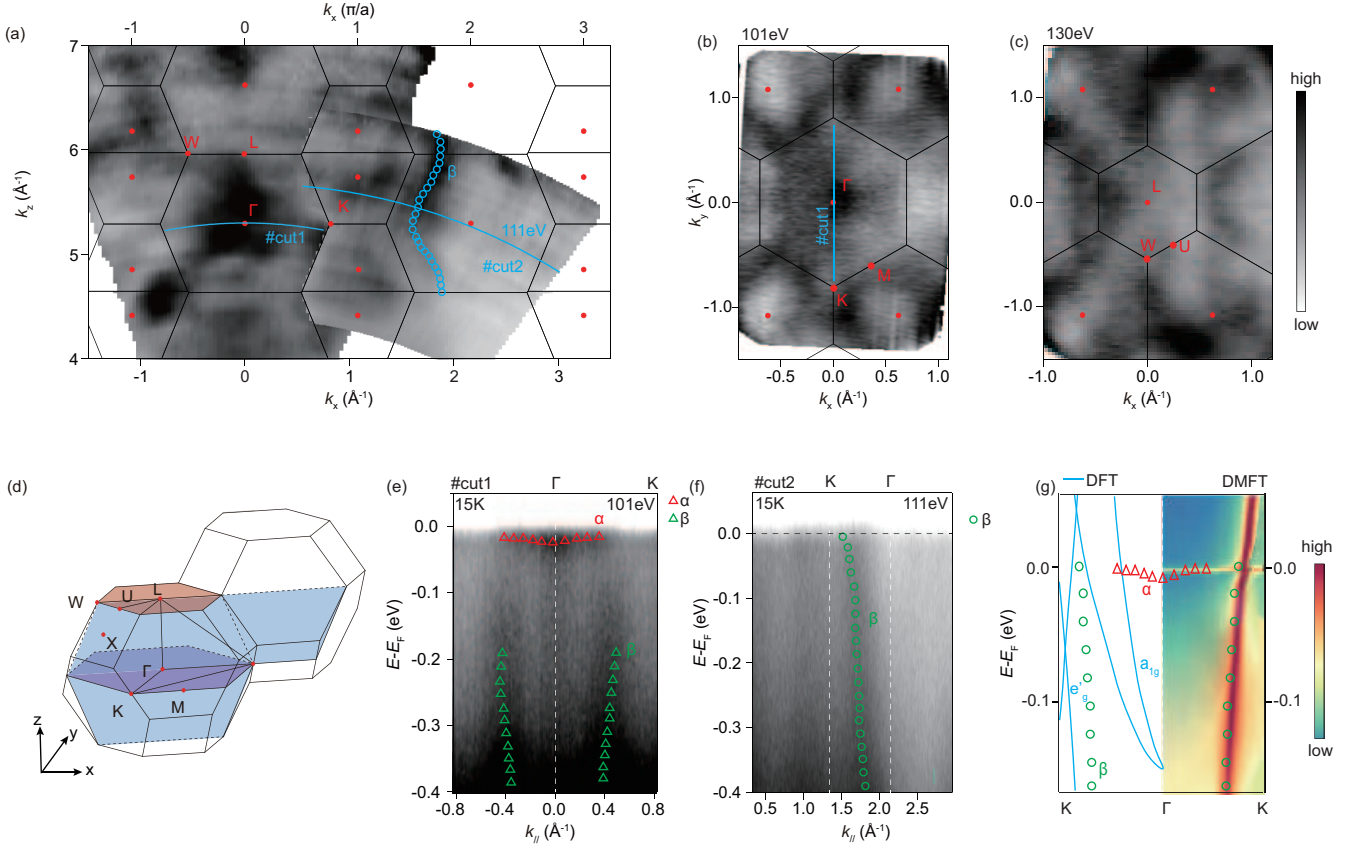 (a)
kx (π/a)
-1 0 1 2 3
7
6
5
4
kz (Å-1)
W L
β
Γ
K
#cut1
111eV
#cut2
-1 0 1 2 3
kx (Å-1)
(b) 101eV
1.0
0.0
-1.0
ky (Å-1)
Γ
#cut1
M
K
-0.5 0.0 0.5 1.0
kx (Å-1)
(c) 130eV
1.0
0.0
-1.0
L
W U
-1.0 0.0 1.0
kx (Å-1)
high
low
(d)
W U L
X
Γ
K M
z
y
x
(e) #cut1 Γ K
15K 101eV
α
β
α
β
0.0
-0.1
-0.2
-0.3
-0.4
E-EF (eV)
-0.8 -0.4 0.0 0.4 0.8
k// (Å-1)
(f) #cut2 K Γ
15K 111eV
β
β
0.0
-0.1
-0.2
-0.3
-0.4
E-EF (eV)
0.5 1.0 1.5 2.0 2.5
k// (Å-1)
(g) DFT DMFT
0.0
-0.1
E-EF (eV)
α
a1g
e'g
β
0.0
-0.1
K Γ K
high
low